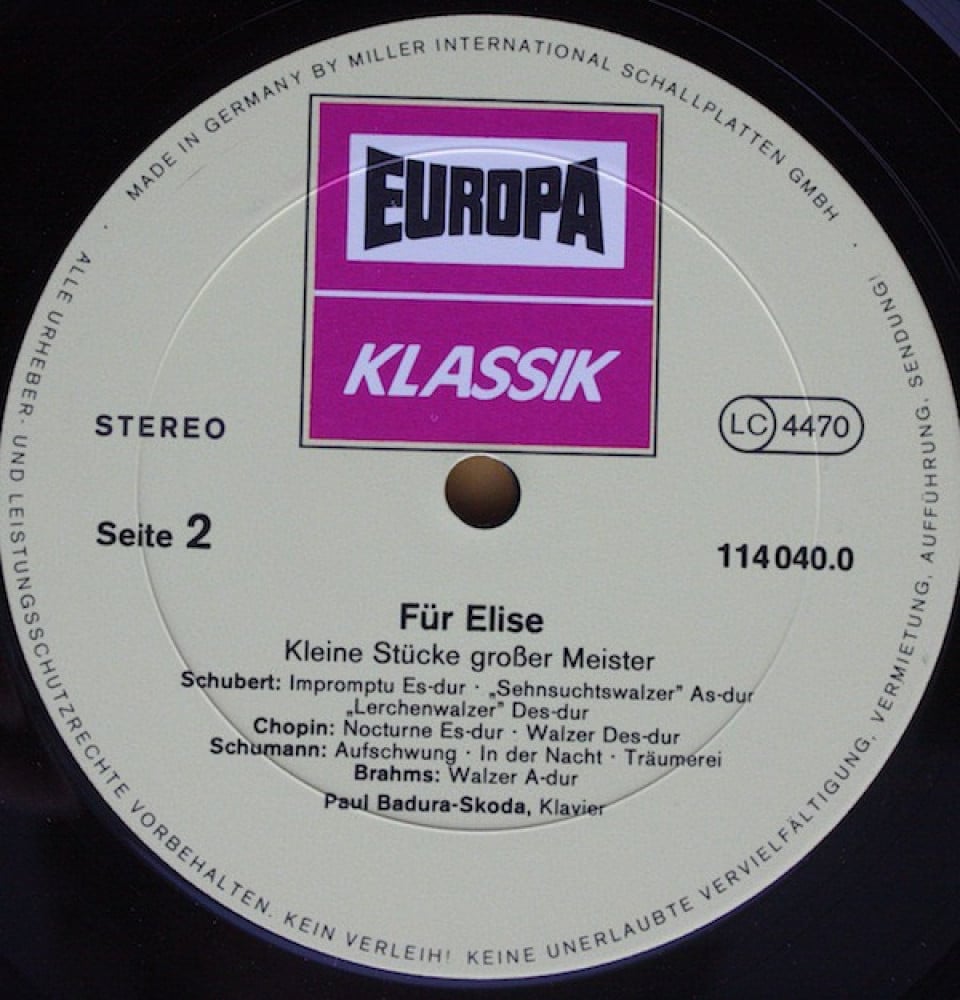 MADE IN GERMANY BY MILLER INTERNATIONAL SCHALLPLATTEN GMBH
EUROPA
KLASSIK
STEREO
LC 4470
Seite 2
114 040.0
Für Elise
Kleine Stücke großer Meister
Schubert: Impromptu Es-dur · „Sehnsuchtswalzer” As-dur
„Lerchenwalzer” Des-dur
Chopin: Nocturne Es-dur · Walzer Des-dur
Schumann: Aufschwung · In der Nacht · Träumerei
Brahms: Walzer A-dur
Paul Badura-Skoda, Klavier
ALLE URHEBER- UND LEISTUNGSSCHUTZRECHTE VORBEHALTEN. KEIN VERLEIH! KEINE UNERLAUBTE VERVIELFÄLTIGUNG, VERMIETUNG, AUFFÜHRUNG, SENDUNG!